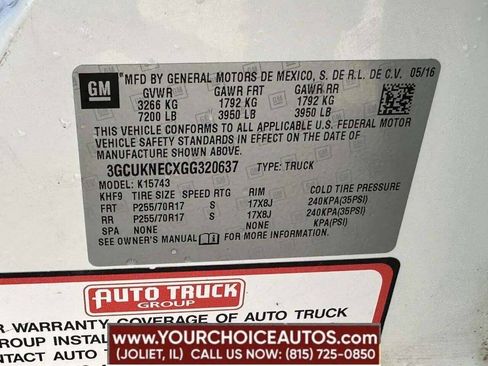 GM
MFD BY GENERAL MOTORS DE MEXICO, S. DE R.L. DE C.V. 05/16
GVWR GAWR FRT GAWR RR
3266 KG 1792 KG 1792 KG
7200 LB 3950 LB 3950 LB
THIS VEHICLE CONFORMS TO ALL APPLICABLE U.S. FEDERAL MOTOR
VEHICLE SAFETY STANDARDS IN EFFECT ON THE DATE OF
MANUFACTURE SHOWN ABOVE.
3GCUKNECXGG320637 TYPE: TRUCK
MODEL: K15743
KHF9 TIRE SIZE SPEED RTG RIM COLD TIRE PRESSURE
FRT P255/70R17 S 17X8J 240KPA(35PSI)
RR P255/70R17 S 17X8J 240KPA(35PSI)
SPA NONE NONE KPA(PSI)
SEE OWNER'S MANUAL FOR MORE INFORMATION.
AUTO TRUCK
GROUP
WARRANTY COVERAGE OF AUTO TRUCK
GROUP INSTAL
NTACT AUTO
WWW.YOURCHOICEAUTOS.COM
(JOLIET, IL) CALL US NOW: (815) 725-0850